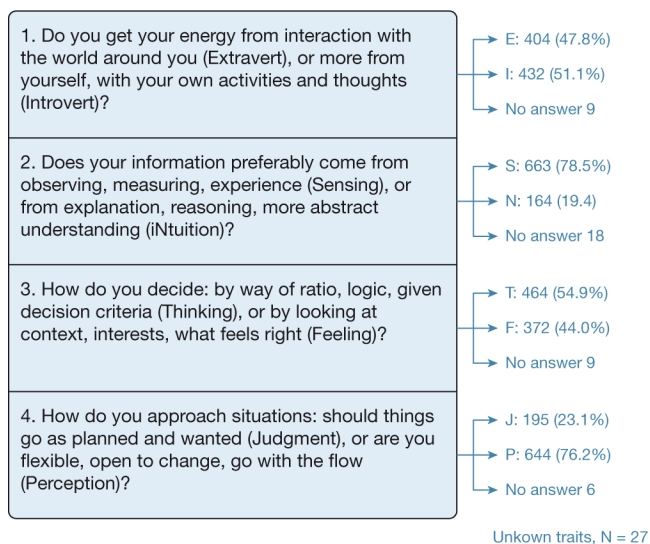 1. Do you get your energy from interaction with
the world around you (Extravert), or more from
yourself, with your own activities and thoughts
(Introvert)?
E: 404 (47.8%)
I: 432 (51.1%)
No answer 9
2. Does your information preferably come from
observing, measuring, experience (Sensing), or
from explanation, reasoning, more abstract
understanding (iNtuition)?
S: 663 (78.5%)
N: 164 (19.4)
No answer 18
3. How do you decide: by way of ratio, logic, given
decision criteria (Thinking), or by looking at
context, interests, what feels right (Feeling)?
T: 464 (54.9%)
F: 372 (44.0%)
No answer 9
4. How do you approach situations: should things
go as planned and wanted (Judgment), or are you
flexible, open to change, go with the flow
(Perception)?
J: 195 (23.1%)
P: 644 (76.2%)
No answer 6
Unkown traits, N = 27